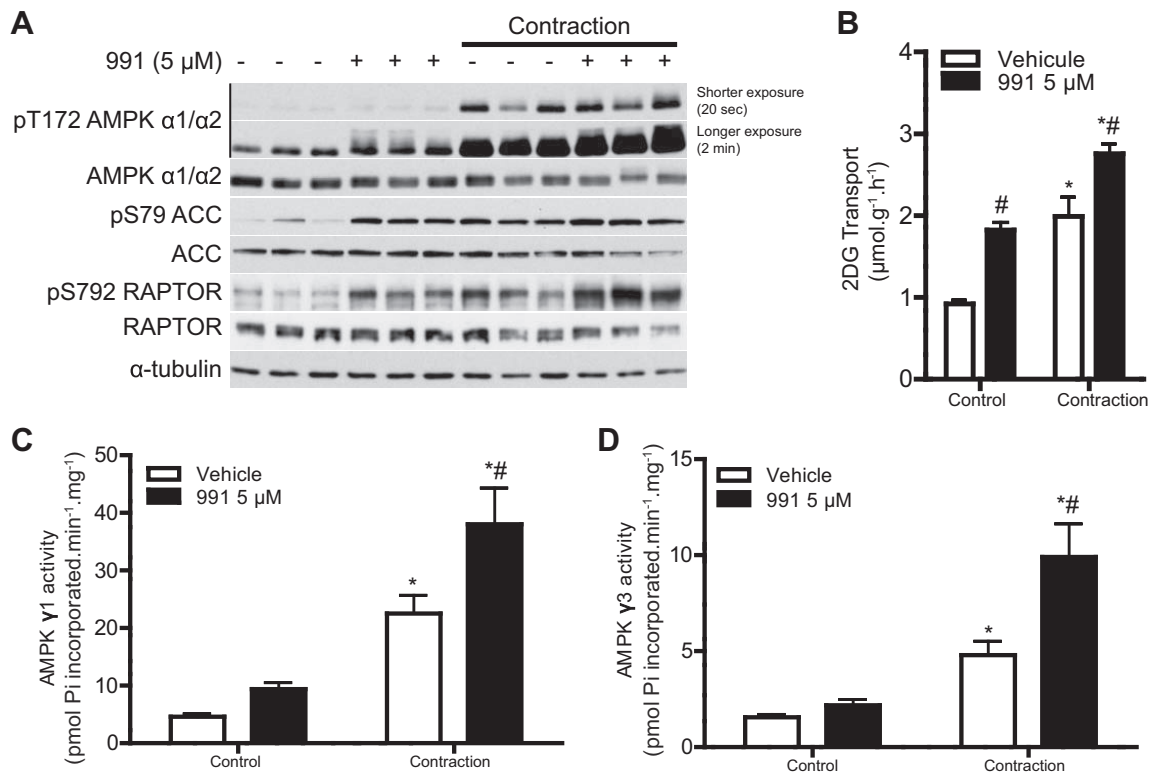 A
Contraction
991 (5 µM) - - - + + + - - - + + +
pT172 AMPK α1/α2
Shorter exposure
(20 sec)
Longer exposure
(2 min)
AMPK α1/α2
pS79 ACC
ACC
pS792 RAPTOR
RAPTOR
α-tubulin
B
Vehicule
991 5 µM
2DG Transport
(µmol.g⁻¹.h⁻¹)
4
3
2
1
0
#
*
*#
Control Contraction
C
Vehicle
991 5 µM
AMPK γ1 activity
(pmol Pi incorporated.min⁻¹.mg⁻¹)
50
40
30
20
10
0
*
*#
Control Contraction
D
Vehicle
991 5 µM
AMPK γ3 activity
(pmol Pi incorporated.min⁻¹.mg⁻¹)
15
10
5
0
*
*#
Control Contraction